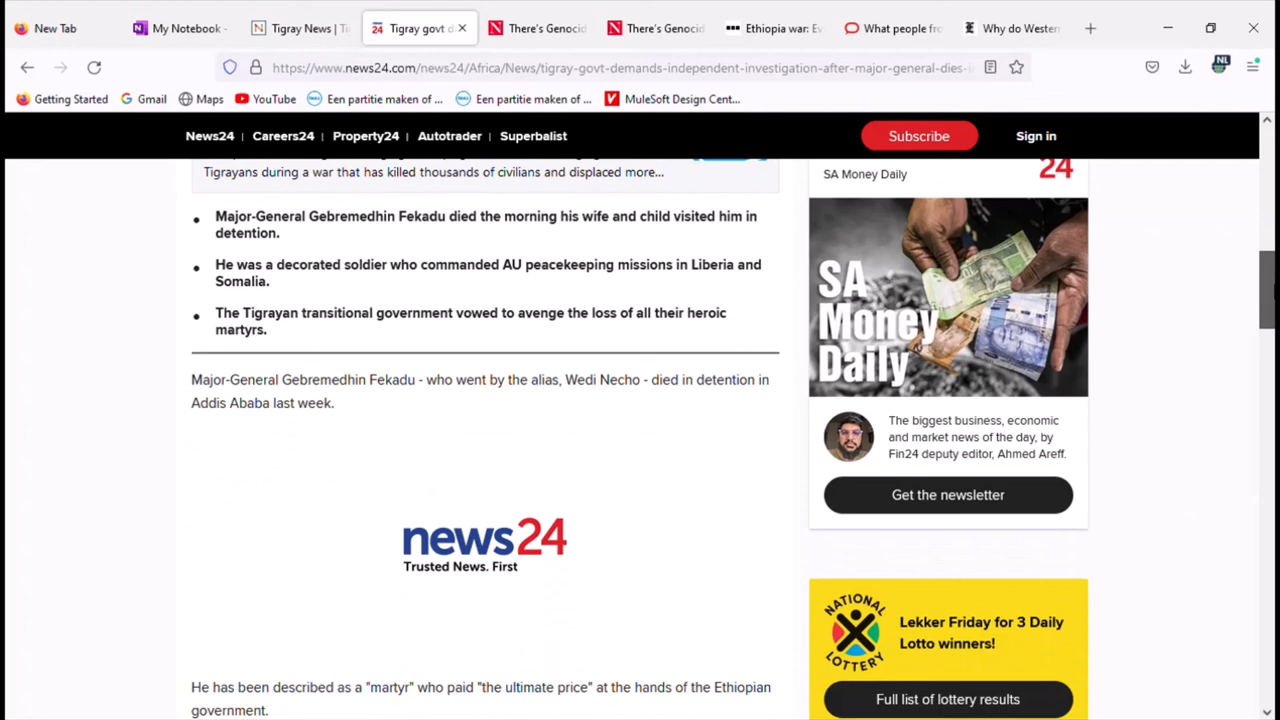 New Tab
My Notebook -
Tigray News | Ti
Tigray govt d
There's Genocid
There's Genocid
Ethiopia war: Ev
What people fro
Why do Western
https://www.news24.com/news24/Africa/News/tigray-govt-demands-independent-investigation-after-major-general-dies-i
NL
Getting Started
Gmail
Maps
YouTube
Een partitie maken of ...
Een partitie maken of ...
MuleSoft Design Cent...
News24 | Careers24 | Property24 | Autotrader | Superbalist
Subscribe
Sign in
Tigrayans during a war that has killed thousands of civilians and displaced more...
Major-General Gebremedhin Fekadu died the morning his wife and child visited him in
detention.
He was a decorated soldier who commanded AU peacekeeping missions in Liberia and
Somalia.
The Tigrayan transitional government vowed to avenge the loss of all their heroic
martyrs.
Major-General Gebremedhin Fekadu - who went by the alias, Wedi Necho - died in detention in
Addis Ababa last week.
news24
Trusted News. First
He has been described as a "martyr" who paid "the ultimate price" at the hands of the Ethiopian
government.
SA Money Daily
24
SA
Money
Daily
The biggest business, economic
and market news of the day, by
Fin24 deputy editor, Ahmed Areff.
Get the newsletter
NATIONAL
LOTTERY
Lekker Friday for 3 Daily
Lotto winners!
Full list of lottery results